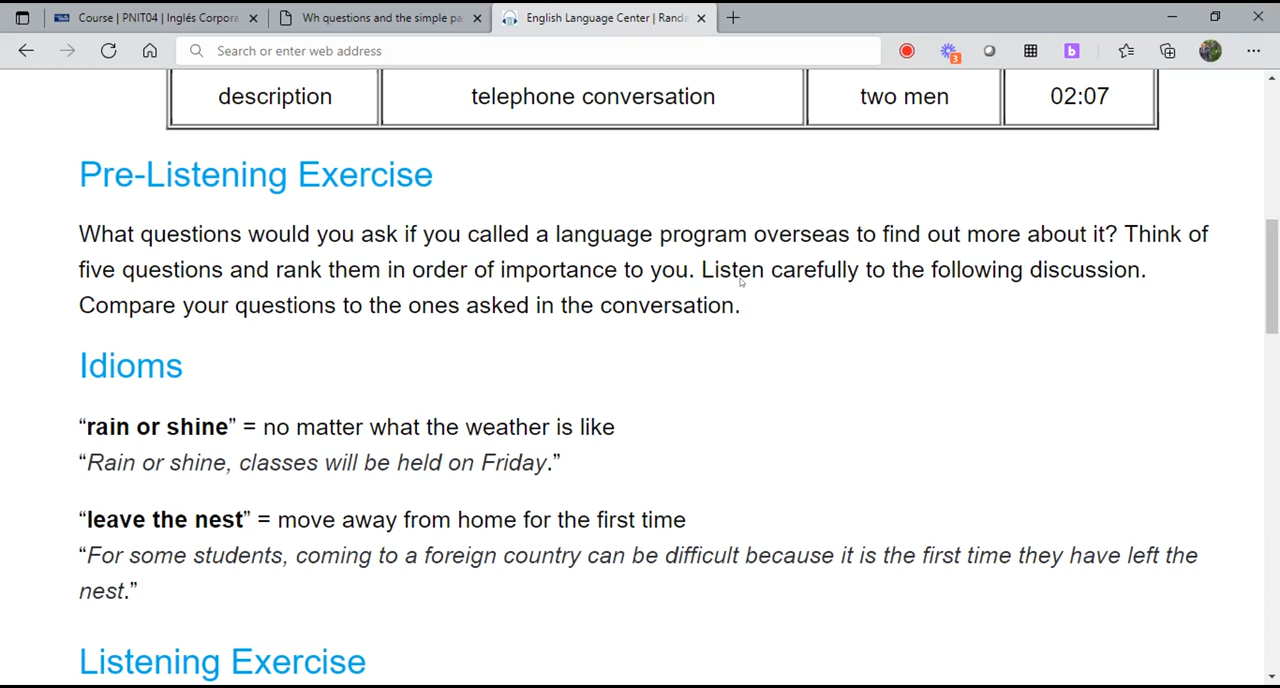 Course | PNIT04 | Inglés Corpora
Wh questions and the simple pa
English Language Center | Randa
Search or enter web address
3
b
description telephone conversation two men 02:07
Pre-Listening Exercise
What questions would you ask if you called a language program overseas to find out more about it? Think of
five questions and rank them in order of importance to you. Listen carefully to the following discussion.
Compare your questions to the ones asked in the conversation.
Idioms
“rain or shine” = no matter what the weather is like
“Rain or shine, classes will be held on Friday.”
“leave the nest” = move away from home for the first time
“For some students, coming to a foreign country can be difficult because it is the first time they have left the
nest.”
Listening Exercise